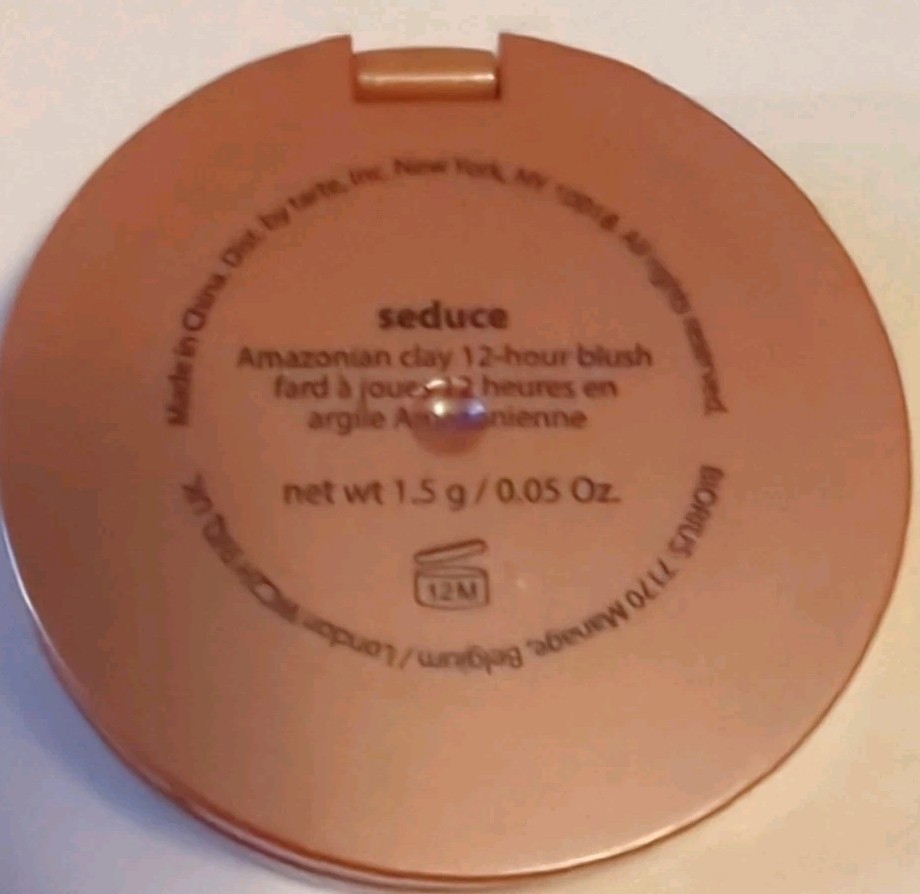 Made in China. Dist. by tarte, inc. New York, NY 10018. All rights reserved.
seduce
Amazonian clay 12-hour blush
fard à joues 12 heures en
argile Amazonienne
net wt 1.5 g / 0.05 Oz.
12M
BIORIUS 7170 Manage, Belgium / London UK